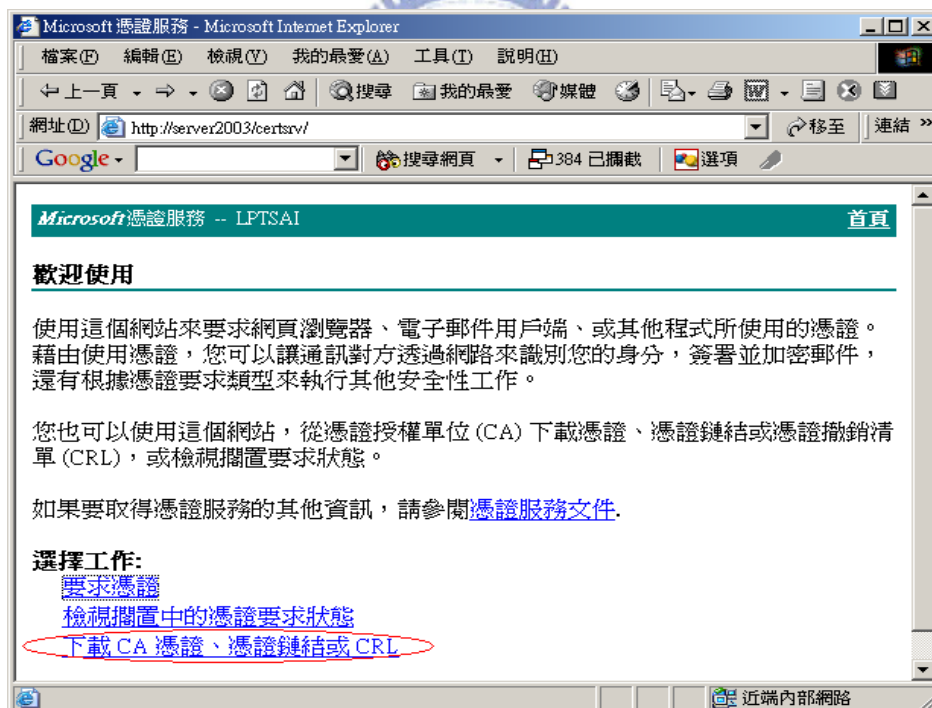 Microsoft 憑證服務 - Microsoft Internet Explorer
檔案(F) 編輯(E) 檢視(V) 我的最愛(A) 工具(T) 說明(H)
上一頁 搜尋 我的最愛 媒體
網址(D) http://server2003/certsrv/ 移至 連結 »
Google 搜尋網頁 384 已攔截 選項
Microsoft憑證服務 -- LPTSAI 首頁
歡迎使用
使用這個網站來要求網頁瀏覽器、電子郵件用戶端、或其他程式所使用的憑證。
藉由使用憑證，您可以讓通訊對方透過網路來識別您的身分，簽署並加密郵件，
還有根據憑證要求類型來執行其他安全性工作。
您也可以使用這個網站，從憑證授權單位 (CA) 下載憑證、憑證鏈結或憑證撤銷清
單 (CRL)，或檢視擱置要求狀態。
如果要取得憑證服務的其他資訊，請參閱憑證服務文件.
選擇工作:
要求憑證
檢視擱置中的憑證要求狀態
下載 CA 憑證、憑證鏈結或 CRL
近端內部網路